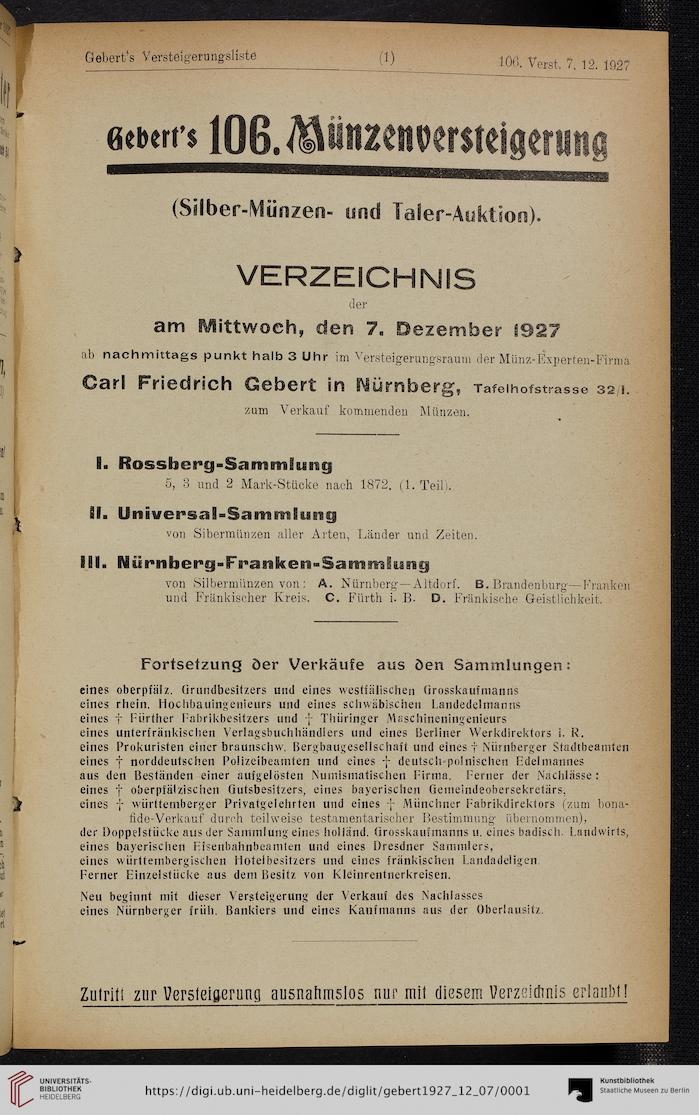 Gebert's Versteigerungsliste (1) 106. Verst. 7. 12. 1927
Gebert's 106. Münzenversteigerung
(Silber-Münzen- und Taler-Auktion).
VERZEICHNIS
der
am Mittwoch, den 7. Dezember 1927
ab nachmittags punkt halb 3 Uhr im Versteigerungsraum der Münz-Experten-Firma
Carl Friedrich Gebert in Nürnberg, Tafelhofstrasse 32/I.
zum Verkauf kommenden Münzen.
I. Rossberg-Sammlung
5, 3 und 2 Mark-Stücke nach 1872. (1. Teil).
II. Universal-Sammlung
von Sibermünzen aller Arten, Länder und Zeiten.
III. Nürnberg-Franken-Sammlung
von Silbermünzen von: A. Nürnberg—Altdorf. B. Brandenburg—Franken
und Fränkischer Kreis. C. Fürth i. B. D. Fränkische Geistlichkeit.
Fortsetzung der Verkäufe aus den Sammlungen:
eines oberpfälz. Grundbesitzers und eines westfälischen Grosskaufmanns
eines rhein. Hochbauingenieurs und eines schwäbischen Landedelmanns
eines † Fürther Fabrikbesitzers und † Thüringer Maschineningenieurs
eines unterfränkischen Verlagsbuchhändlers und eines Berliner Werkdirektors i. R.
eines Prokuristen einer braunschw. Bergbaugesellschaft und eines † Nürnberger Stadtbeamten
eines † norddeutschen Polizeibeamten und eines † deutsch-polnischen Edelmannes
aus den Beständen einer aufgelösten Numismatischen Firma. Ferner der Nachlässe:
eines † oberpfälzischen Gutsbesitzers, eines bayerischen Gemeindeobersekretärs,
eines † württemberger Privatgelehrten und eines † Münchner Fabrikdirektors (zum bona-
fide-Verkauf durch teilweise testamentarischer Bestimmung übernommen),
der Doppelstücke aus der Sammlung eines holländ. Grosskaufmanns u. eines badisch. Landwirts,
eines bayerischen Eisenbahnbeamten und eines Dresdner Sammlers,
eines württembergischen Hotelbesitzers und eines fränkischen Landadeligen
Ferner Einzelstücke aus dem Besitz von Kleinrentnerkreisen.
Neu beginnt mit dieser Versteigerung der Verkauf des Nachlasses
eines Nürnberger früh. Bankiers und eines Kaufmanns aus der Oberlausitz.
Zutritt zur Versteigerung ausnahmslos nur mit diesem Verzeichnis erlaubt!
UNIVERSITÄTS-
BIBLIOTHEK
HEIDELBERG
https://digi.ub.uni-heidelberg.de/diglit/gebert1927_12_07/0001
Kunstbibliothek
Staatliche Museen zu Berlin